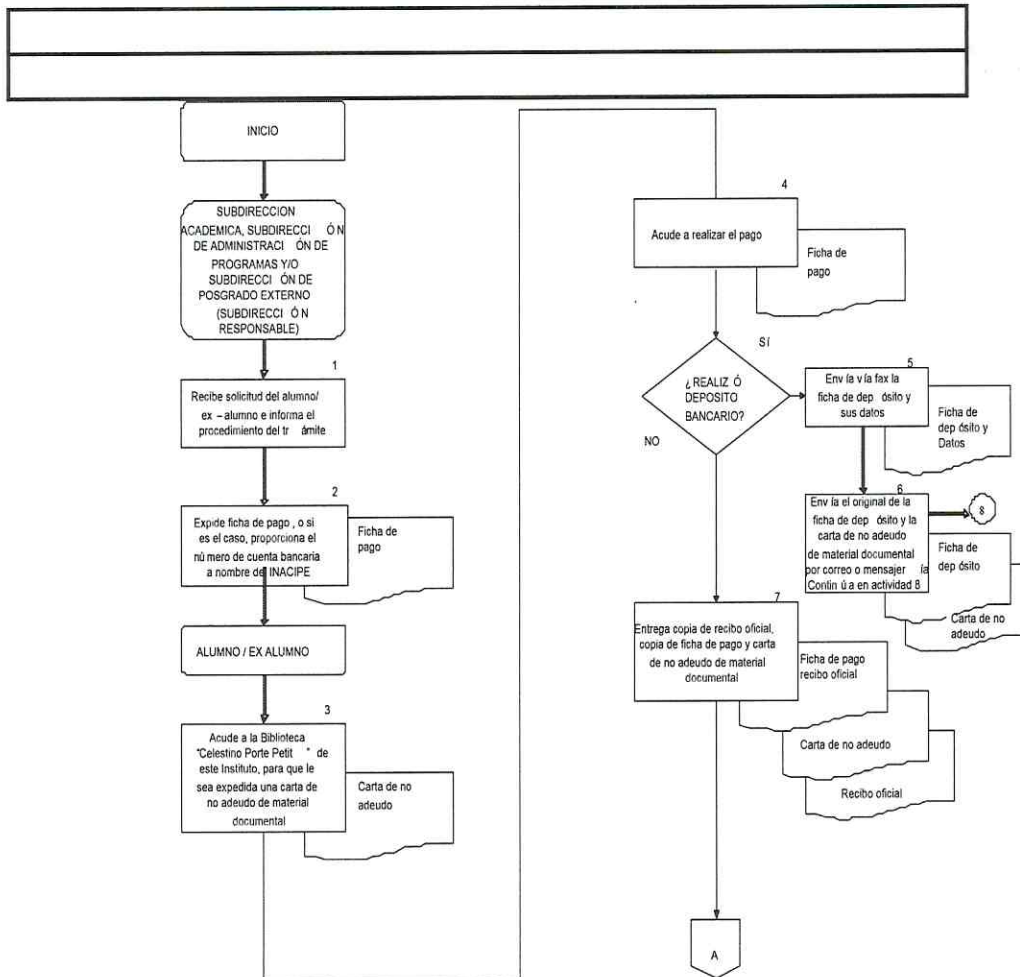 INICIO
SUBDIRECCION
ACADEMICA, SUBDIRECCI ÓN
DE ADMINISTRACI ÓN DE
PROGRAMAS Y/O
SUBDIRECCI ÓN DE
POSGRADO EXTERNO
(SUBDIRECCI ÓN
RESPONSABLE)
1
Recibe solicitud del alumno/
ex – alumno e informa el
procedimiento del tr ámite
2
Expide ficha de pago , o si
es el caso, proporciona el
nú mero de cuenta bancaria
a nombre del INACIPE
Ficha de
pago
ALUMNO / EX ALUMNO
3
Acude a la Biblioteca
"Celestino Porte Petit " de
este Instituto, para que le
sea expedida una carta de
no adeudo de material
documental
Carta de no
adeudo
4
Acude a realizar el pago
Ficha de
pago
¿REALIZ Ó
DEPOSITO
BANCARIO?
SÍ
NO
5
Env ía vía fax la
ficha de dep ósito y
sus datos
Ficha de
dep ósito y
Datos
6
Env ía el original de la
ficha de dep ósito y la
carta de no adeudo
de material documental
por correo o mensajer ía
Contin ú a en actividad 8
8
Ficha de
dep ósito
Carta de no
adeudo
7
Entrega copia de recibo oficial,
copia de ficha de pago y carta
de no adeudo de material
documental
Ficha de pago
recibo oficial
Carta de no adeudo
Recibo oficial
A